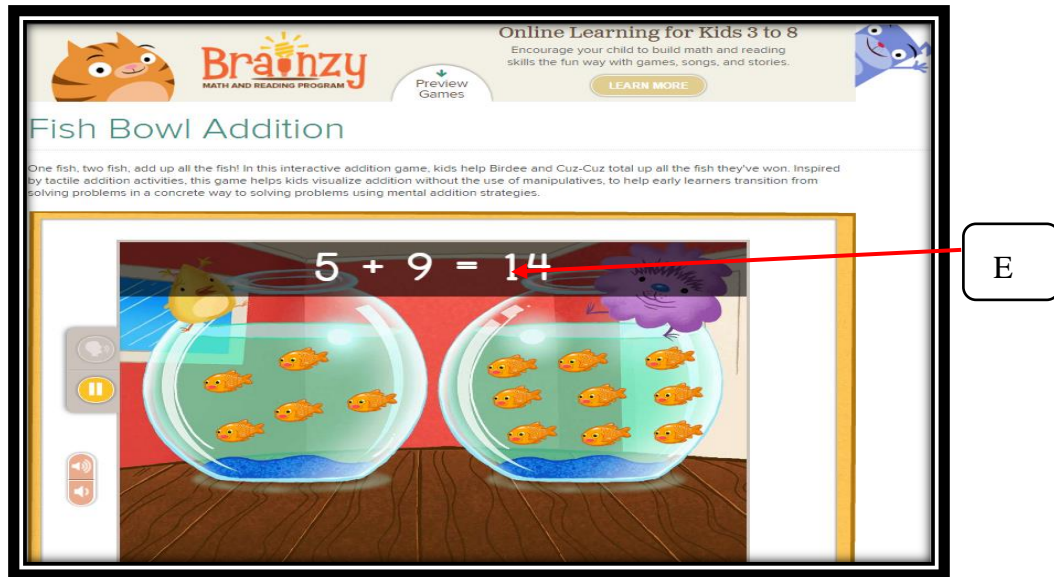 Brainzy
MATH AND READING PROGRAM
Preview
Games
Online Learning for Kids 3 to 8
Encourage your child to build math and reading
skills the fun way with games, songs, and stories.
LEARN MORE
Fish Bowl Addition
One fish, two fish, add up all the fish! In this interactive addition game, kids help Birdee and Cuz-Cuz total up all the fish they've won. Inspired
by tactile addition activities, this game helps kids visualize addition without the use of manipulatives, to help early learners transition from
solving problems in a concrete way to solving problems using mental addition strategies.
5 + 9 = 14
E